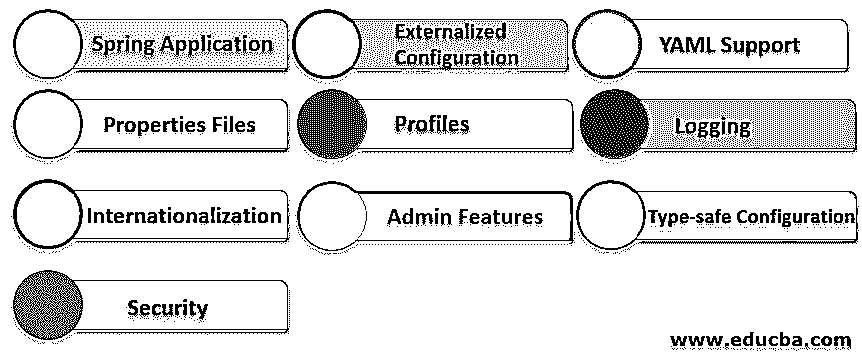 Spring Application
Externalized
Configuration
YAML Support
Properties Files
Profiles
Logging
Internationalization
Admin Features
Type-safe Configuration
Security
www.educba.com